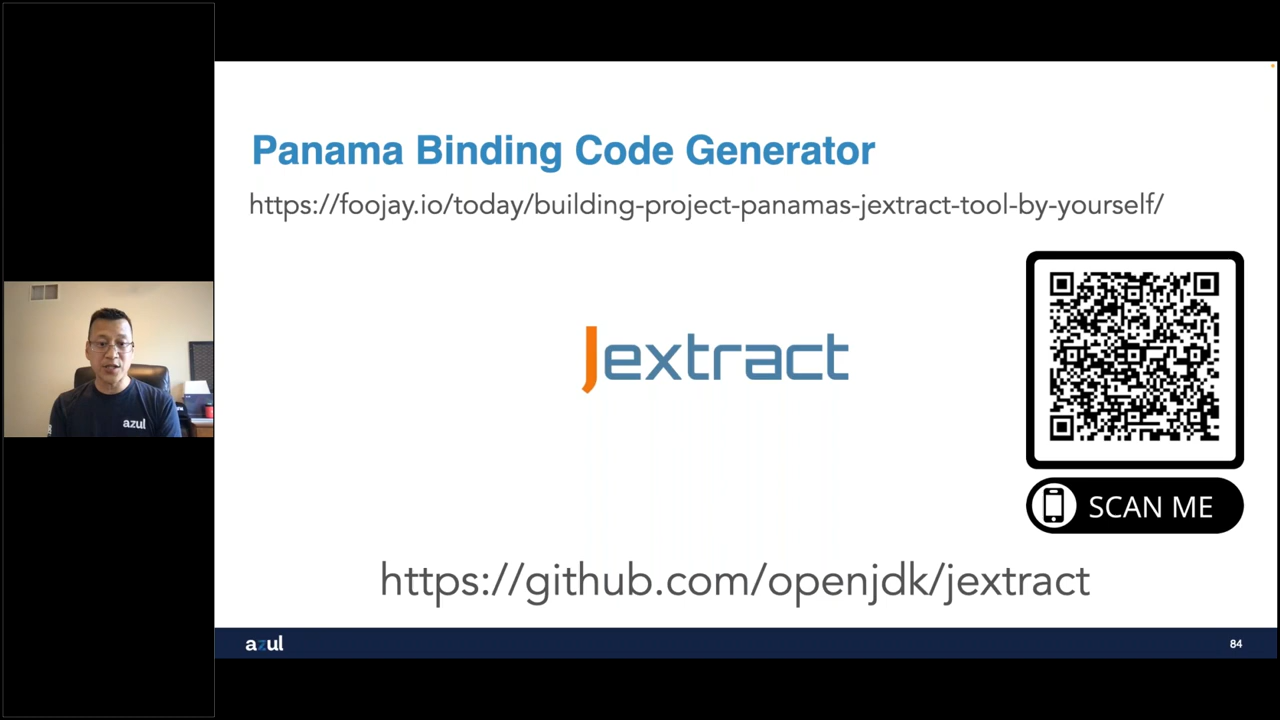 Panama Binding Code Generator
https://foojay.io/today/building-project-panamas-jextract-tool-by-yourself/
Jextract
SCAN ME
https://github.com/openjdk/jextract
azul
azul
84